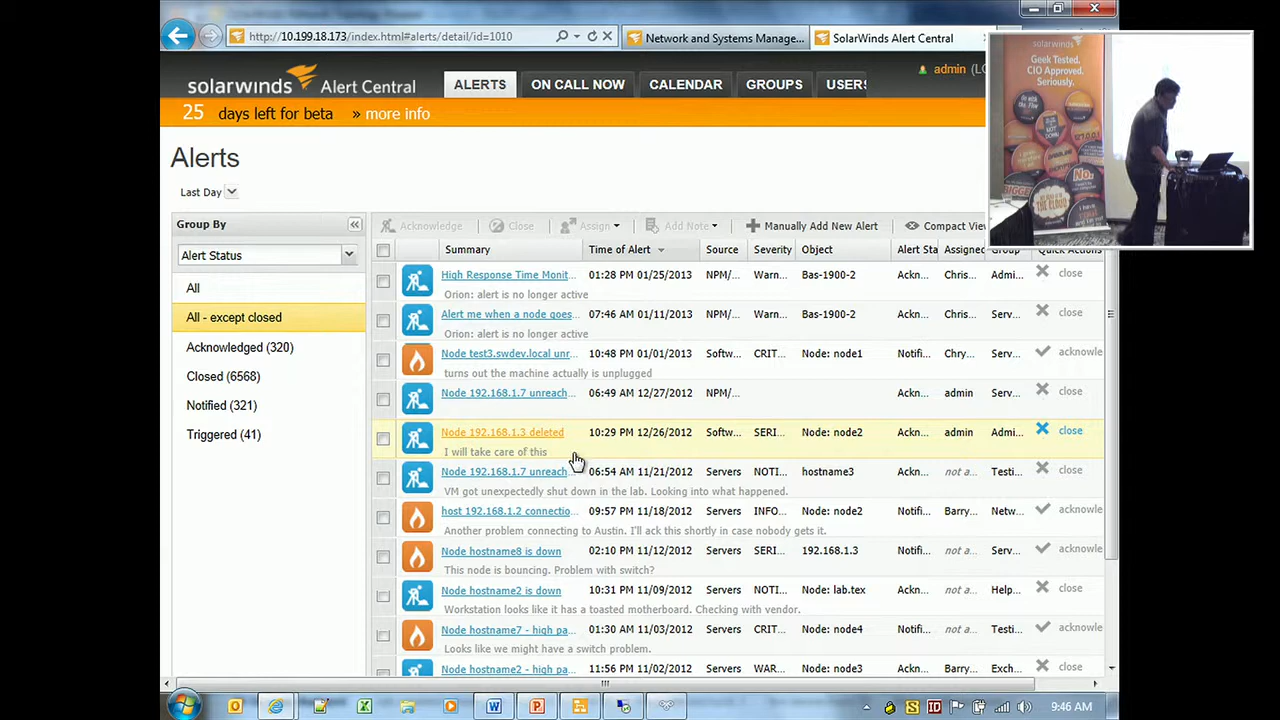 http://10.199.18.173/index.html#alerts/detail/id=1010
Network and Systems Manage...
SolarWinds Alert Central
solarwinds
Alert Central
ALERTS
ON CALL NOW
CALENDAR
GROUPS
USERS
admin (L
25 days left for beta » more info
Alerts
Last Day
Group By
Alert Status
All
All - except closed
Acknowledged (320)
Closed (6568)
Notified (321)
Triggered (41)
Acknowledge Close Assign Add Note Manually Add New Alert Compact View
Summary Time of Alert Source Severity Object Alert Sta Assigned Group Quick Actions
High Response Time Monit... 01:28 PM 01/25/2013 NPM/... Warn... Bas-1900-2 Ackn... Chris... Admi... close
Orion: alert is no longer active
Alert me when a node goes... 07:46 AM 01/11/2013 NPM/... Warn... Bas-1900-2 Ackn... Chris... Serv... close
Orion: alert is no longer active
Node test3.swdev.local unr... 10:48 PM 01/01/2013 Softw... CRIT... Node: node1 Notifi... Chry... Serv... acknowle
turns out the machine actually is unplugged
Node 192.168.1.7 unreach... 06:49 AM 12/27/2012 NPM/... Ackn... admin Serv... close
Node 192.168.1.3 deleted 10:29 PM 12/26/2012 Softw... SERI... Node: node2 Ackn... admin Admi... close
I will take care of this
Node 192.168.1.7 unreach... 06:54 AM 11/21/2012 Servers NOTI... hostname3 Ackn... not a... Testi... close
VM got unexpectedly shut down in the lab. Looking into what happened.
host 192.168.1.2 connectio... 09:57 PM 11/18/2012 Servers INFO... Node: node2 Notifi... Barry... Netw... acknowle
Another problem connecting to Austin. I'll ack this shortly in case nobody gets it.
Node hostname8 is down 02:10 PM 11/12/2012 Servers SERI... 192.168.1.3 Notifi... not a... Serv... acknowle
This node is bouncing. Problem with switch?
Node hostname2 is down 10:31 PM 11/09/2012 Servers NOTI... Node: lab.tex Ackn... not a... Help... close
Workstation looks like it has a toasted motherboard. Checking with vendor.
Node hostname7 - high pa... 01:30 AM 11/03/2012 Servers CRIT... Node: node4 Notifi... not a... Testi... acknowle
Looks like we might have a switch problem.
Node hostname2 - high pa... 11:56 PM 11/02/2012 Servers WAR... Node: node3 Ackn... Barry... Exch... close
9:46 AM
solarwinds
Geek Tested.
CIO Approved.
Seriously.
127.0.0.1
No.